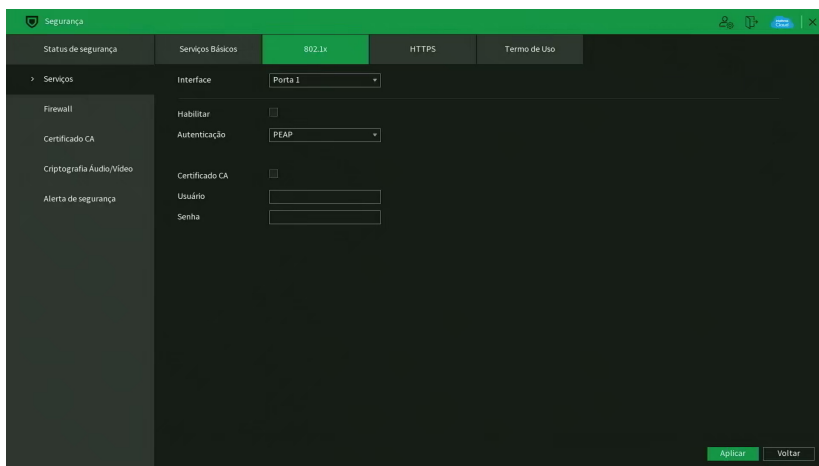 Segurança
Status de segurança
Serviços Básicos
802.1x
HTTPS
Termo de Uso
> Serviços
Firewall
Certificado CA
Criptografia Áudio/Vídeo
Alerta de segurança
Interface Porta 1
Habilitar
Autenticação PEAP
Certificado CA
Usuário
Senha
Aplicar
Voltar